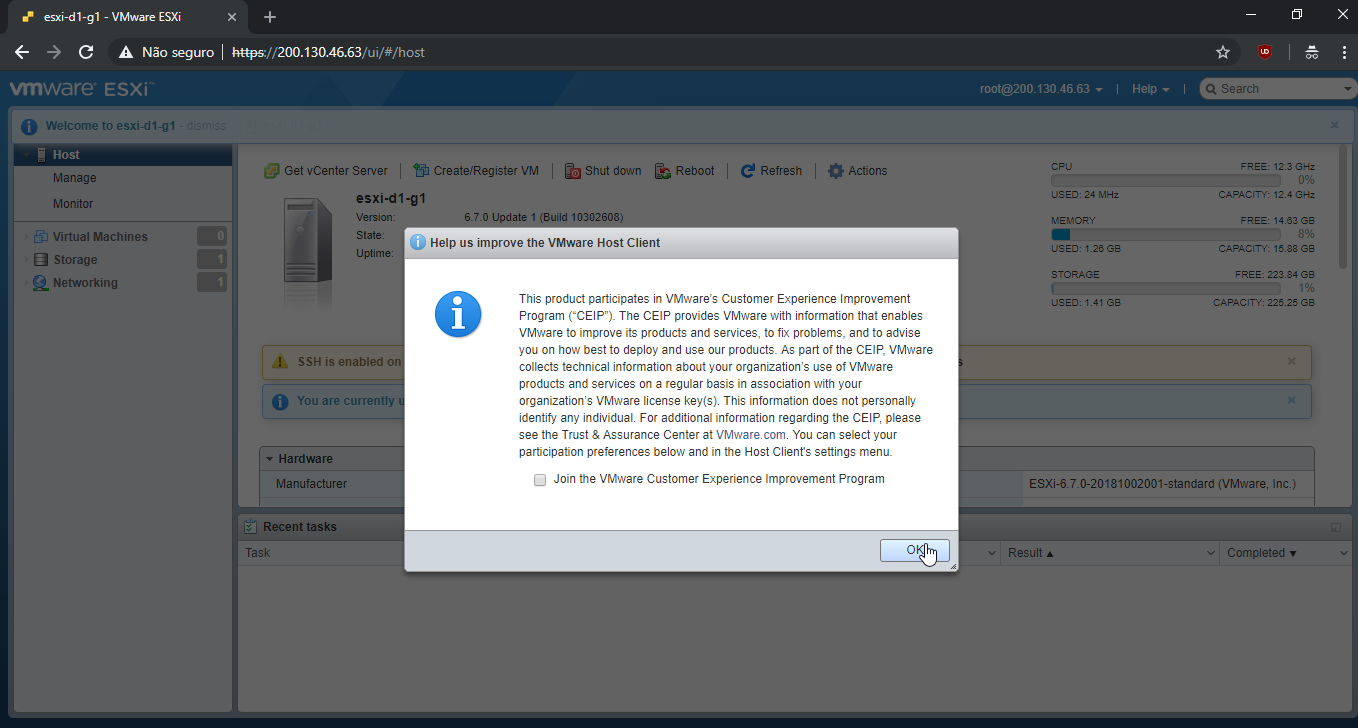 esxi-d1-g1 - VMware ESXi
Não seguro https://200.130.46.63/ui/#/host
vmware ESXi™
root@200.130.46.63 Help Search
Welcome to esxi-d1-g1 - dismiss
Host
Manage
Monitor
Virtual Machines 0
Storage 1
Networking 1
Get vCenter Server Create/Register VM Shut down Reboot Refresh Actions
esxi-d1-g1
Version: 6.7.0 Update 1 (Build 10302608)
State:
Uptime:
CPU FREE: 12.3 GHz
0%
USED: 24 MHz CAPACITY: 12.4 GHz
MEMORY FREE: 14.63 GB
8%
USED: 1.26 GB CAPACITY: 15.88 GB
STORAGE FREE: 223.84 GB
1%
USED: 1.41 GB CAPACITY: 225.25 GB
SSH is enabled on
You are currently u
Hardware
Manufacturer
ESXi-6.7.0-20181002001-standard (VMware, Inc.)
Help us improve the VMware Host Client
This product participates in VMware's Customer Experience Improvement
Program ("CEIP"). The CEIP provides VMware with information that enables
VMware to improve its products and services, to fix problems, and to advise
you on how best to deploy and use our products. As part of the CEIP, VMware
collects technical information about your organization's use of VMware
products and services on a regular basis in association with your
organization's VMware license key(s). This information does not personally
identify any individual. For additional information regarding the CEIP, please
see the Trust & Assurance Center at VMware.com. You can select your
participation preferences below and in the Host Client's settings menu.
Join the VMware Customer Experience Improvement Program
OK
Recent tasks
Task Result ▲ Completed ▼